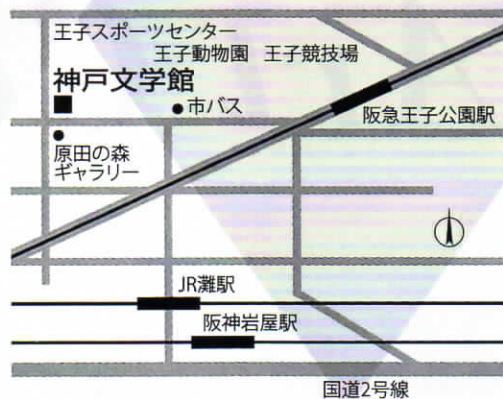 王子スポーツセンター
王子動物園 王子競技場
神戸文学館
市バス
阪急王子公園駅
原田の森
ギャラリー
JR灘駅
阪神岩屋駅
国道2号線